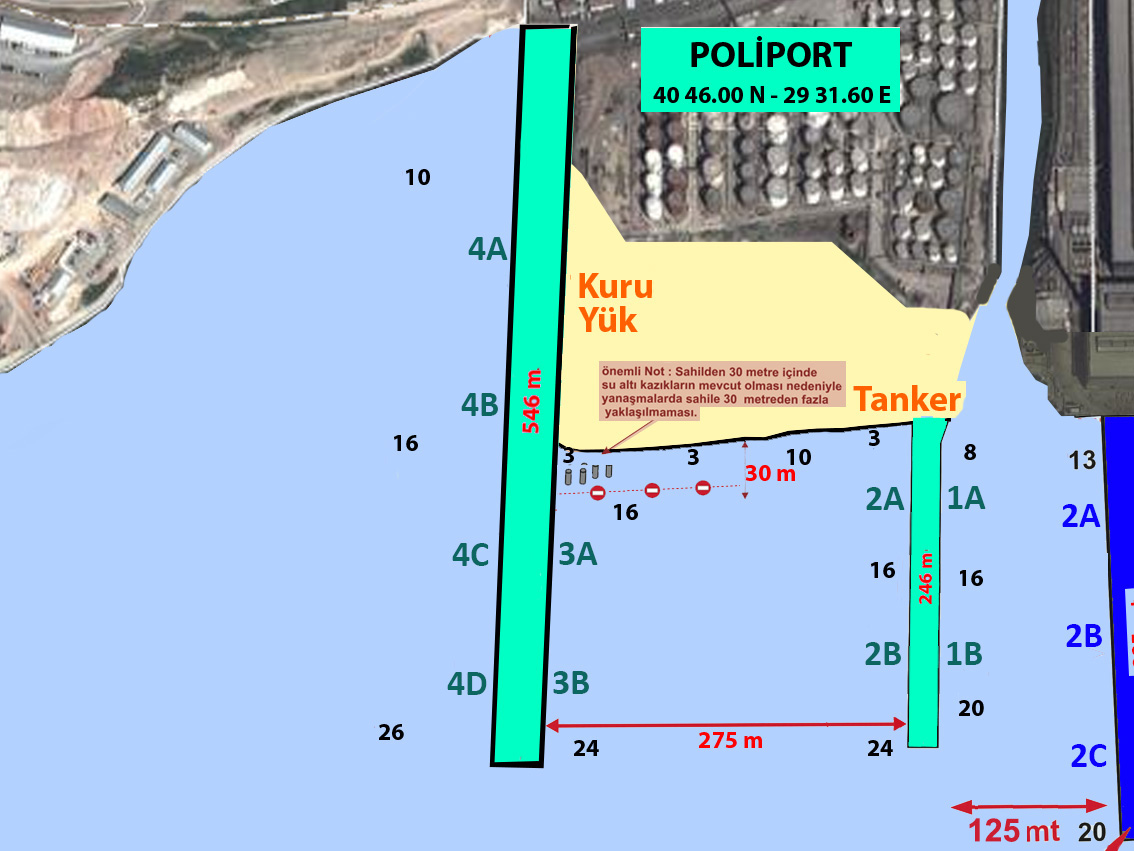 POLİPORT
40 46.00 N - 29 31.60 E
10
4A
Kuru
Yük
önemli Not : Sahilden 30 metre içinde
su altı kazıkların mevcut olması nedeniyle
yanaşmalarda sahile 30 metreden fazla
yaklaşılmaması.
546 m
Tanker
4B
16
3
3
10
3
8
13
30 m
2A
1A
2A
16
4C
3A
16
246 m
16
2B
2B
1B
4D
3B
20
26
275 m
24
24
2C
125 mt
20